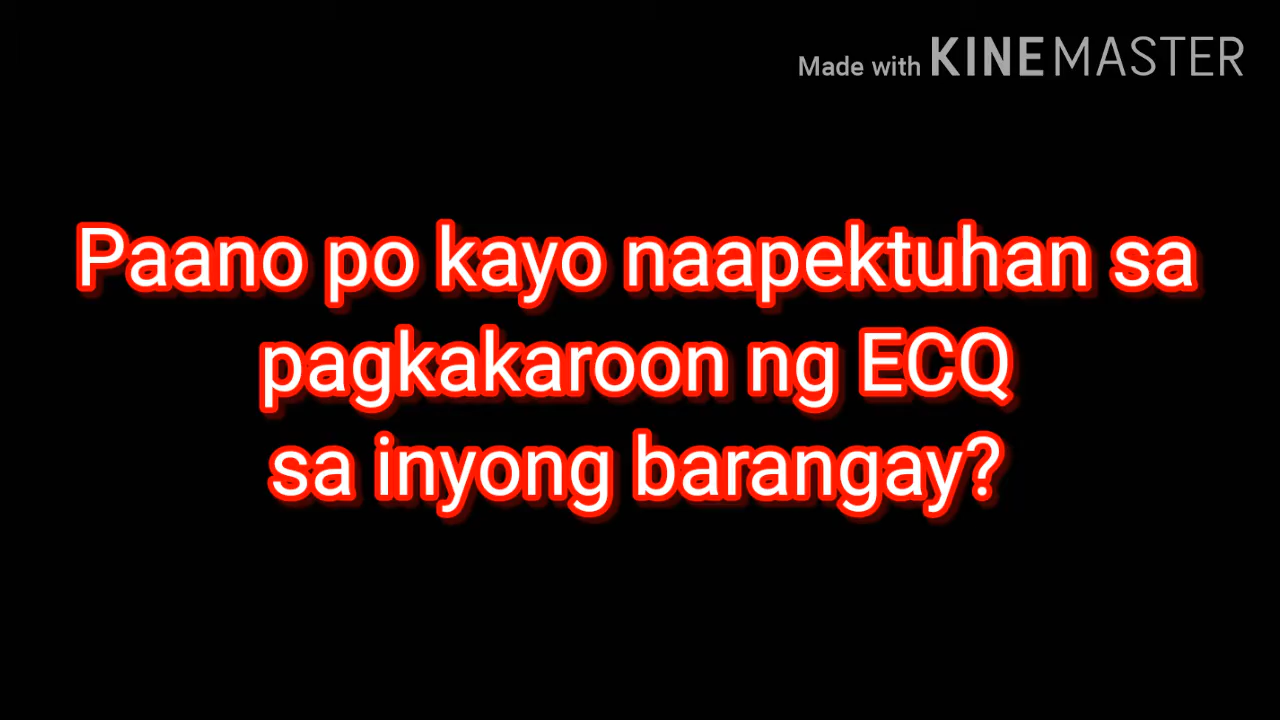 Made with KINEMASTER
Paano po kayo naapektuhan sa
pagkakaroon ng ECQ
sa inyong barangay?